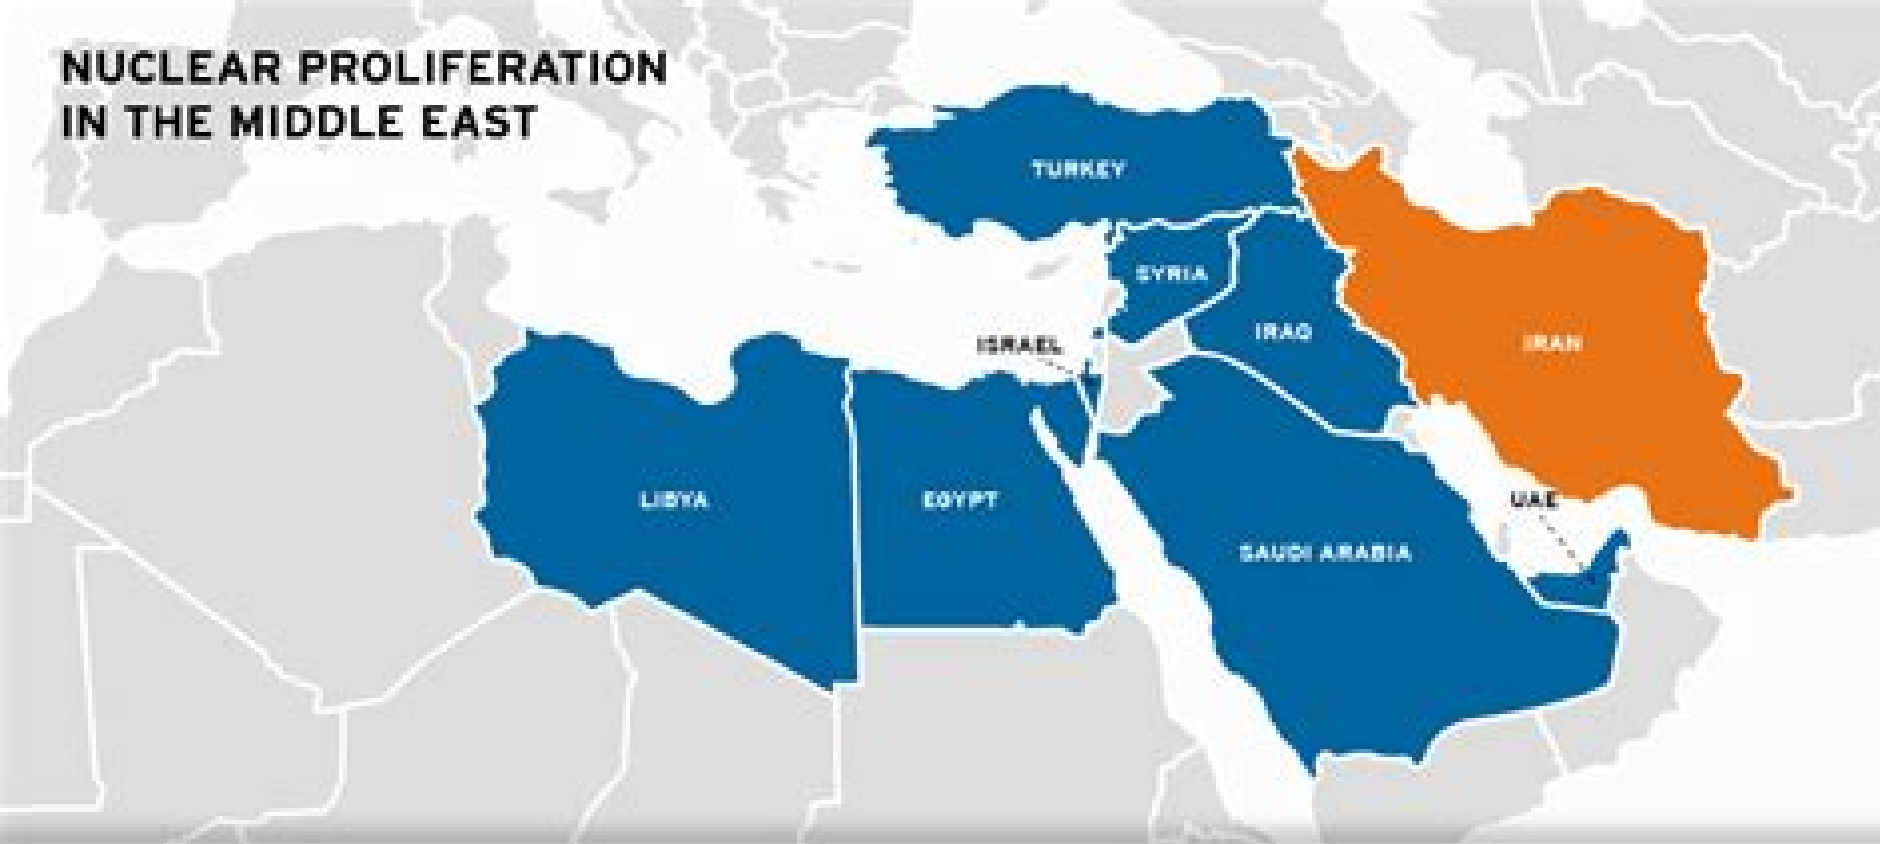 NUCLEAR PROLIFERATION
IN THE MIDDLE EAST
TURKEY
SYRIA
ISRAEL
IRAQ
IRAN
LIBYA
EGYPT
UAE
SAUDI ARABIA